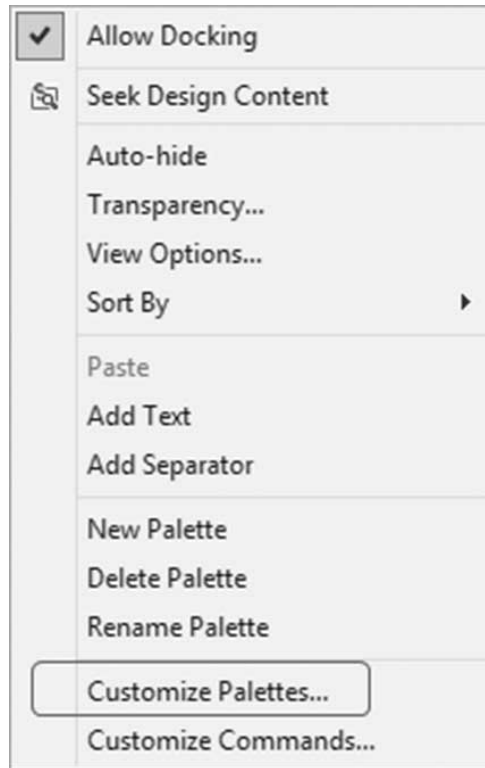 Allow Docking
Seek Design Content
Auto-hide
Transparency...
View Options...
Sort By
Paste
Add Text
Add Separator
New Palette
Delete Palette
Rename Palette
Customize Palettes...
Customize Commands...